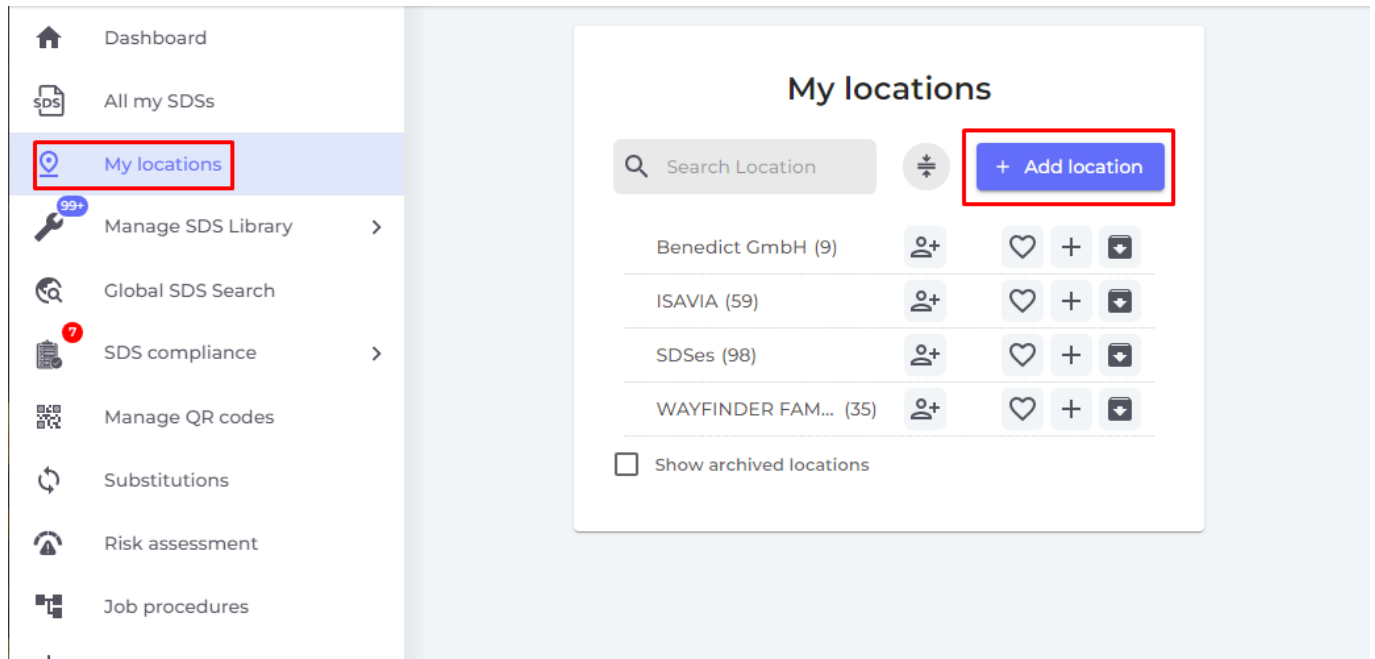 Dashboard
SDS
All my SDSs
My locations
99+
Manage SDS Library
Global SDS Search
7
SDS compliance
Manage QR codes
Substitutions
Risk assessment
Job procedures
My locations
Search Location
+ Add location
Benedict GmbH (9)
ISAVIA (59)
SDSes (98)
WAYFINDER FAM... (35)
Show archived locations